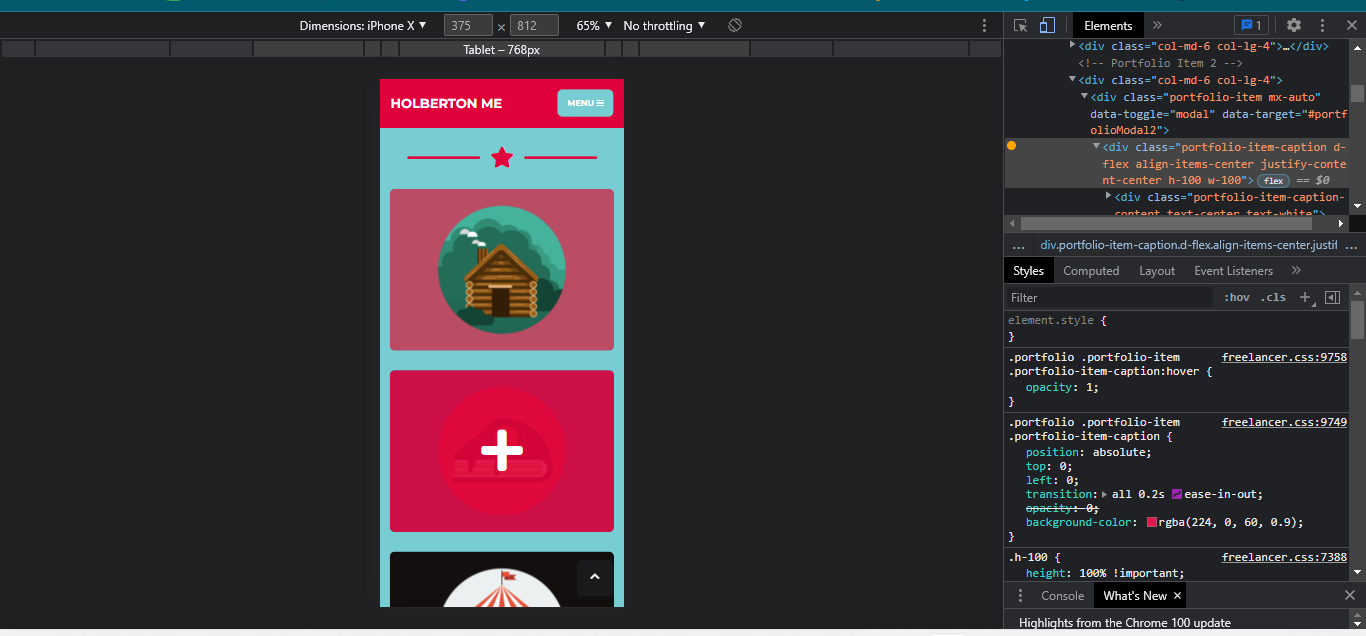 Dimensions: iPhone X ▼ 375 × 812 65% ▼ No throttling ▼
Elements » 1
Tablet – 768px
HOLBERTON ME
MENU
▶<div class="col-md-6 col-lg-4">…</div>
<!-- Portfolio Item 2 -->
▼<div class="col-md-6 col-lg-4">
▼<div class="portfolio-item mx-auto"
data-toggle="modal" data-target="#portf
olioModal2">
▼<div class="portfolio-item-caption d-
flex align-items-center justify-conte
nt-center h-100 w-100"> flex == $0
▶<div class="portfolio-item-caption-
content text-center text-white">
… div.portfolio-item-caption.d-flex.align-items-center.justif …
Styles Computed Layout Event Listeners »
Filter :hov .cls +
element.style {
}
.portfolio .portfolio-item freelancer.css:9758
.portfolio-item-caption:hover {
opacity: 1;
}
.portfolio .portfolio-item freelancer.css:9749
.portfolio-item-caption {
position: absolute;
top: 0;
left: 0;
transition: ▶ all 0.2s ease-in-out;
opacity: 0;
background-color: rgba(224, 0, 60, 0.9);
}
.h-100 { freelancer.css:7388
height: 100% !important;
Console What's New ×
Highlights from the Chrome 100 update